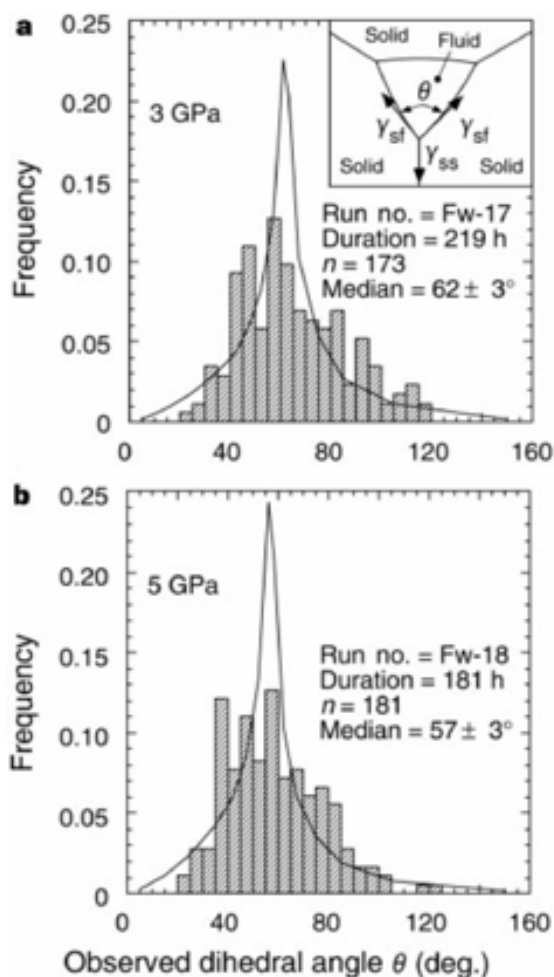 a
0.25
0.20
0.15
0.10
0.05
0
Frequency
3 GPa
Solid
Fluid
θ
γsf
γsf
γss
Solid
Solid
Run no. = Fw-17
Duration = 219 h
n = 173
Median = 62 ± 3°
0
40
80
120
160
b
0.25
0.20
0.15
0.10
0.05
0
Frequency
5 GPa
Run no. = Fw-18
Duration = 181 h
n = 181
Median = 57 ± 3°
0
40
80
120
160
Observed dihedral angle θ (deg.)